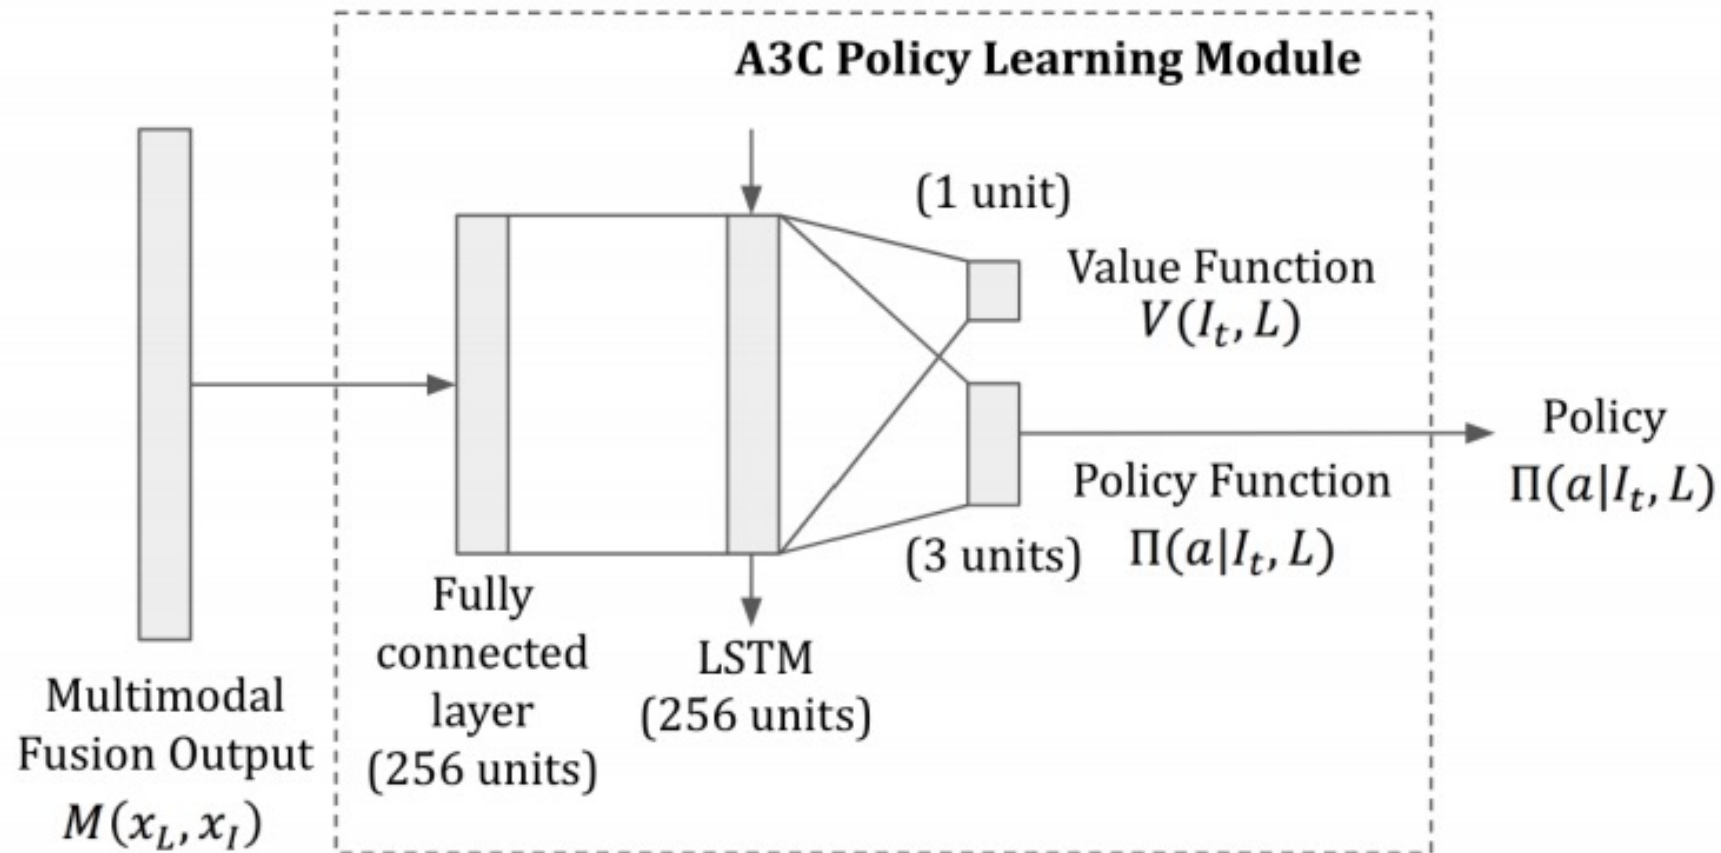 A3C Policy Learning Module
(1 unit)
Value Function
V(I_t, L)
Policy
Π(a|I_t, L)
Policy Function
Π(a|I_t, L)
(3 units)
Fully
connected
layer
(256 units)
LSTM
(256 units)
Multimodal
Fusion Output
M(x_L, x_I)